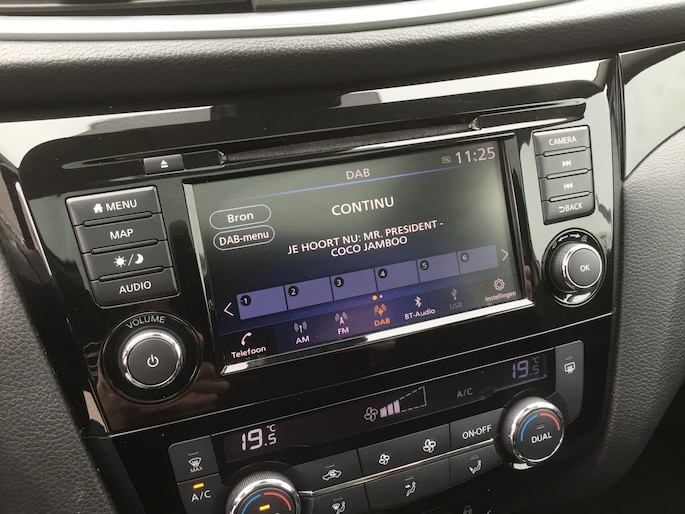 DAB
11:25
Bron
CONTINU
DAB-menu
JE HOORT NU: MR. PRESIDENT -
COCO JAMBOO
1 2 3 4 5 6
Telefoon AM FM DAB BT-Audio USB Instellingen
MENU
MAP
AUDIO
VOLUME
CAMERA
BACK
OK
19.5 °C
A/C
19.5 °C
MAX
A/C
ON·OFF
DUAL